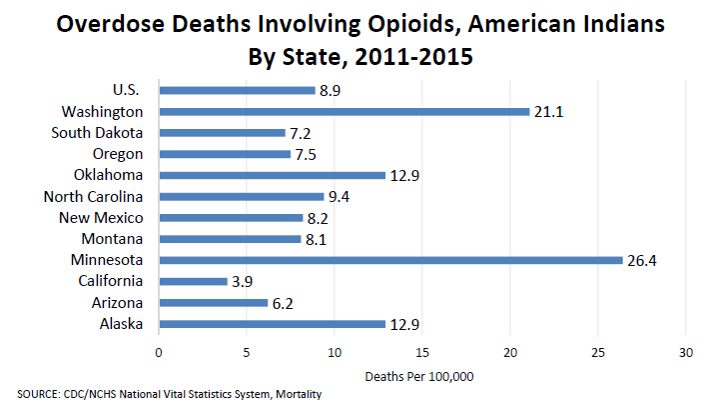 Overdose Deaths Involving Opioids, American Indians
By State, 2011-2015
U.S. 8.9
Washington 21.1
South Dakota 7.2
Oregon 7.5
Oklahoma 12.9
North Carolina 9.4
New Mexico 8.2
Montana 8.1
Minnesota 26.4
California 3.9
Arizona 6.2
Alaska 12.9
0 5 10 15 20 25 30
Deaths Per 100,000
SOURCE: CDC/NCHS National Vital Statistics System, Mortality